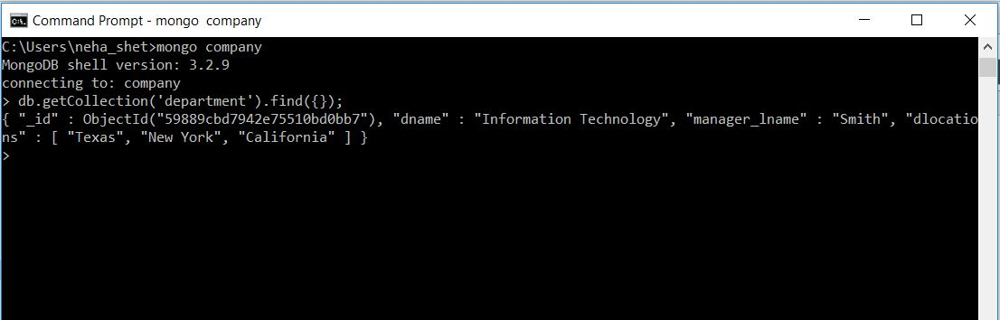 Command Prompt - mongo  company
C:\Users\neha_shet>mongo company
MongoDB shell version: 3.2.9
connecting to: company
> db.getCollection('department').find({});
{ "_id" : ObjectId("59889cbd7942e75510bd0bb7"), "dname" : "Information Technology", "manager_lname" : "Smith", "dlocatio
ns" : [ "Texas", "New York", "California" ] }
>